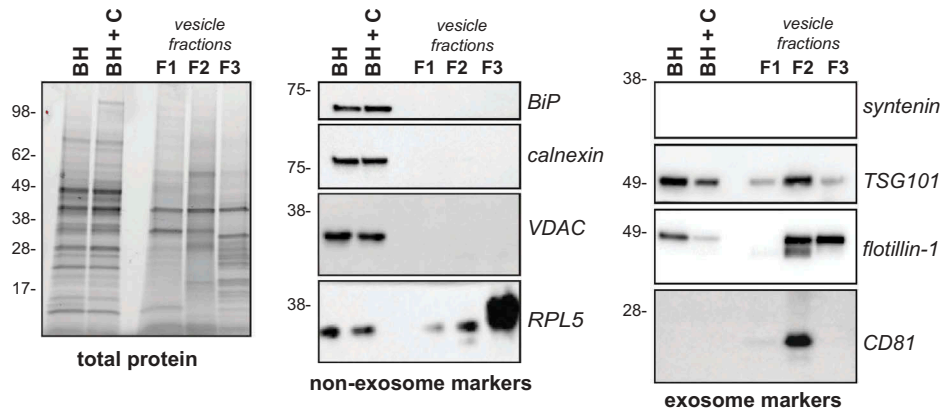 BH
BH + C
vesicle
fractions
F1 F2 F3
98-
62-
49-
38-
28-
17-
total protein
BH
BH + C
vesicle
fractions
F1 F2 F3
75-
BiP
75-
calnexin
38-
VDAC
38-
RPL5
non-exosome markers
BH
BH + C
vesicle
fractions
F1 F2 F3
38-
syntenin
49-
TSG101
49-
flotillin-1
28-
CD81
exosome markers